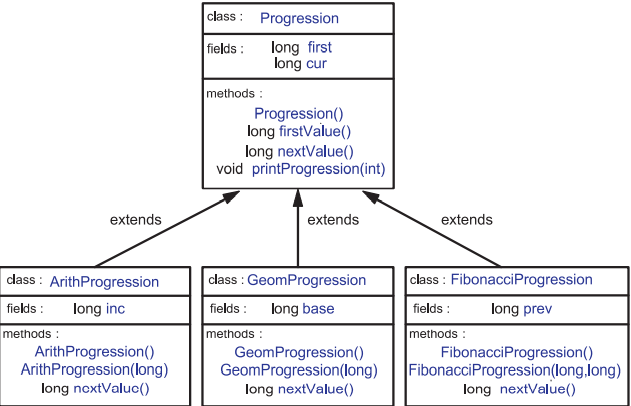 class : Progression
fields : long first
long cur
methods :
Progression()
long firstValue()
long nextValue()
void printProgression(int)
extends
extends
extends
class : ArithProgression
fields : long inc
methods :
ArithProgression()
ArithProgression(long)
long nextValue()
class : GeomProgression
fields : long base
methods :
GeomProgression()
GeomProgression(long)
long nextValue()
class : FibonacciProgression
fields : long prev
methods :
FibonacciProgression()
FibonacciProgression(long,long)
long nextValue()